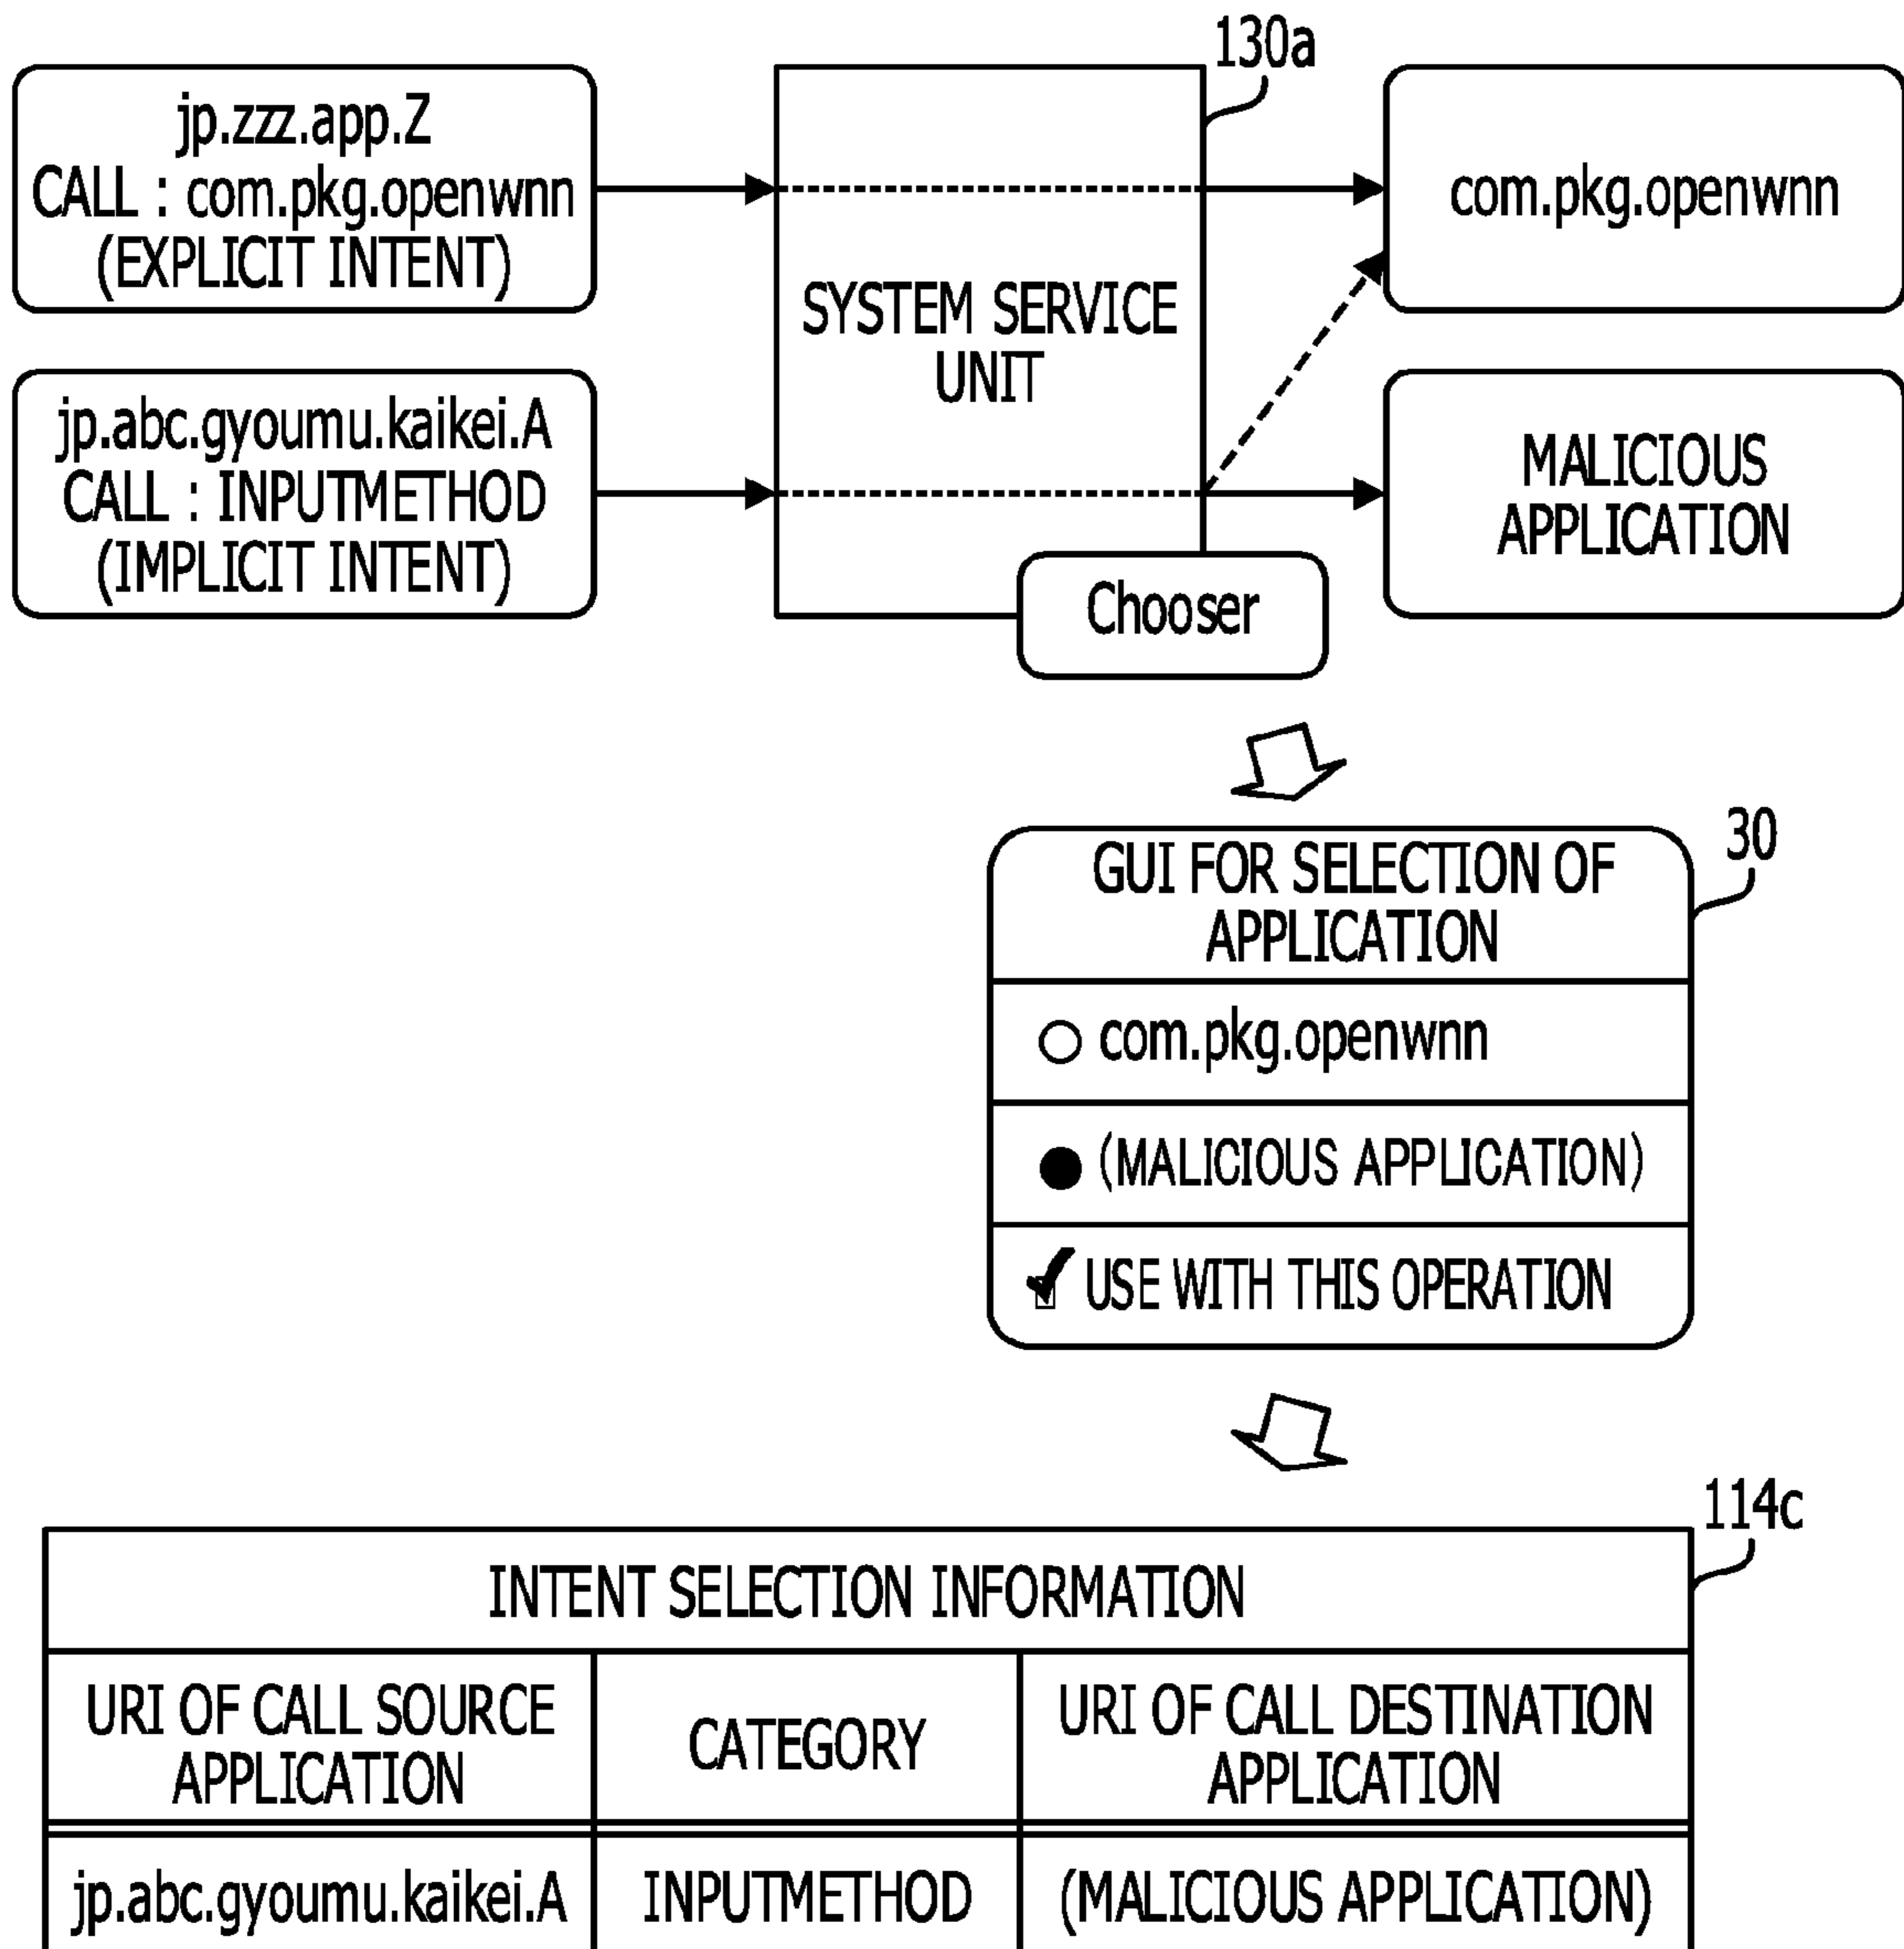 130a
jp.zzz.app.Z
CALL : com.pkg.openwnn
(EXPLICIT INTENT)
SYSTEM SERVICE
UNIT
com.pkg.openwnn
jp.abc.gyoumu.kaikei.A
CALL : INPUTMETHOD
(IMPLICIT INTENT)
MALICIOUS
APPLICATION
Chooser
30
GUI FOR SELECTION OF
APPLICATION
com.pkg.openwnn
(MALICIOUS APPLICATION)
USE WITH THIS OPERATION
114c
INTENT SELECTION INFORMATION
URI OF CALL SOURCE
APPLICATION
CATEGORY
URI OF CALL DESTINATION
APPLICATION
jp.abc.gyoumu.kaikei.A
INPUTMETHOD
(MALICIOUS APPLICATION)